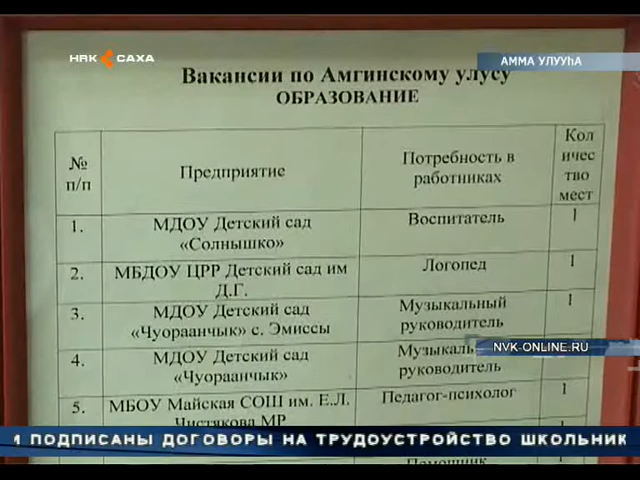 НВК САХА
АММА УЛУУҺА
Вакансии по Амгинскому улусу
ОБРАЗОВАНИЕ
№ п/п
Предприятие
Потребность в работниках
Кол ичес тво мест
1. МДОУ Детский сад «Солнышко» Воспитатель 1
2. МБДОУ ЦРР Детский сад им Д.Г. Логопед 1
3. МДОУ Детский сад «Чуораанчык» с. Эмиссы Музыкальный руководитель 1
4. МДОУ Детский сад «Чуораанчык» руководитель
NVK-ONLINE.RU
5. МБОУ Майская СОШ им. Е.Л. Чистякова МР Педагог-психолог 1
Помощник
И ПОДПИСАНЫ ДОГОВОРЫ НА ТРУДОУСТРОЙСТВО ШКОЛЬНИК